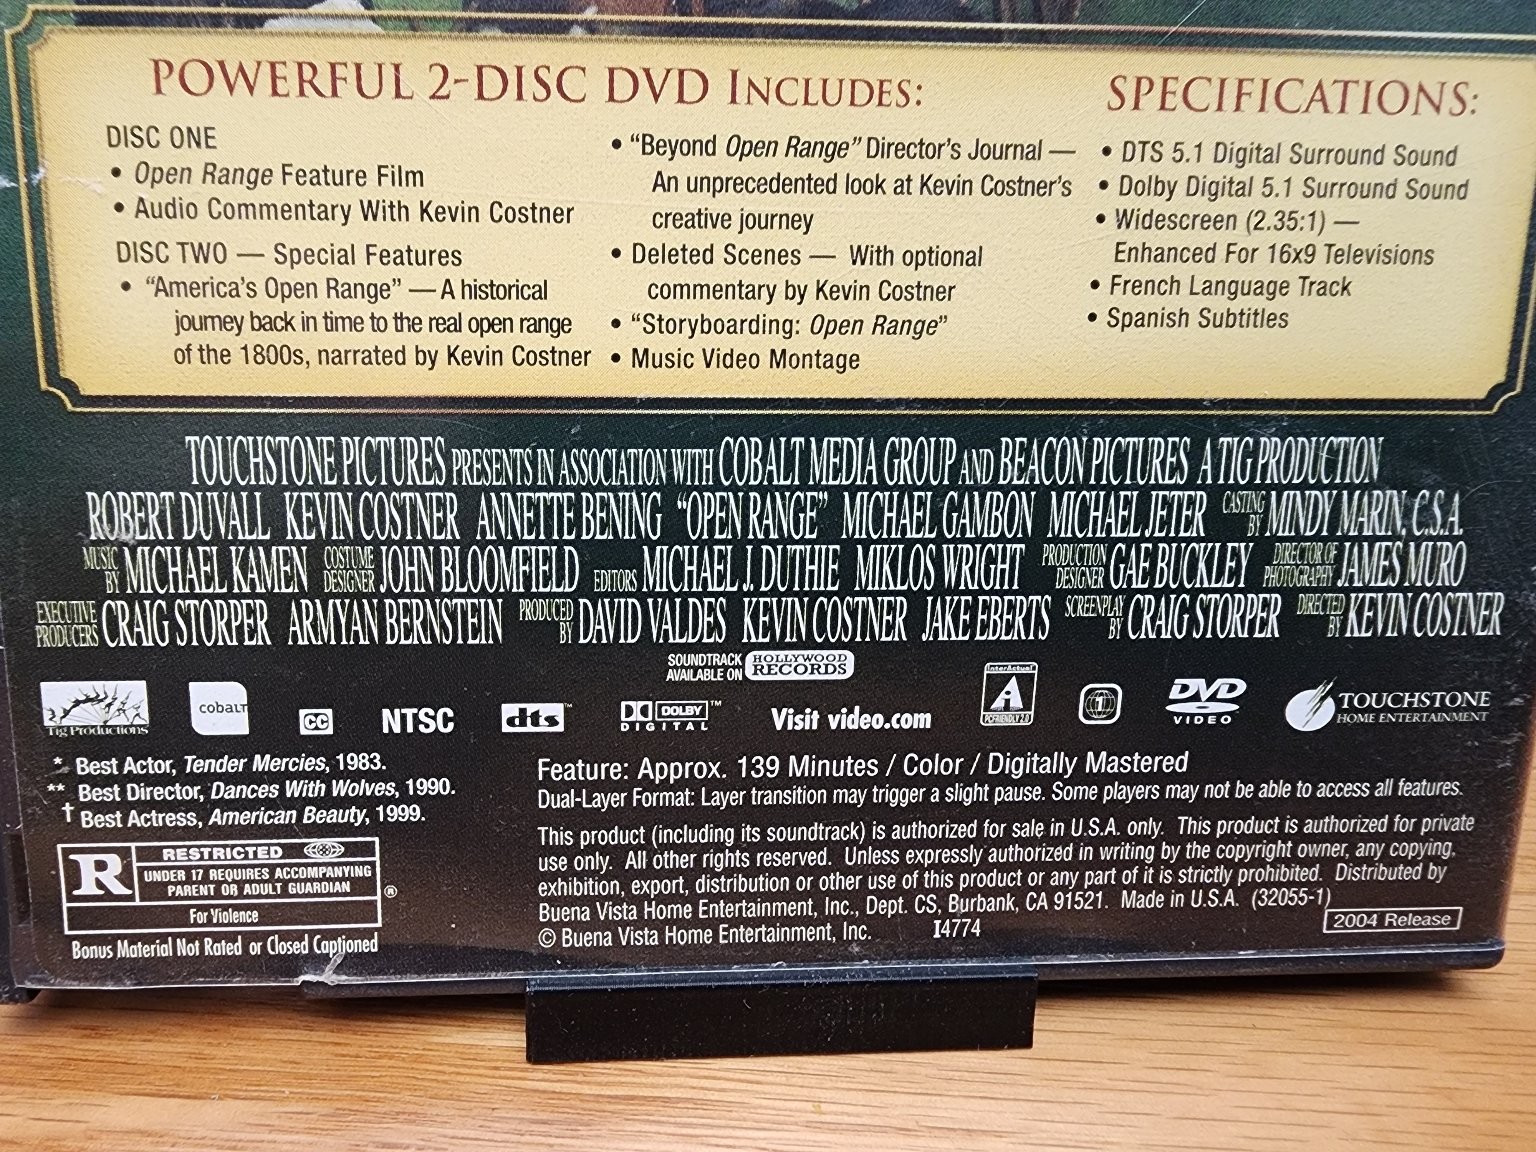 POWERFUL 2-DISC DVD INCLUDES:
DISC ONE
• Open Range Feature Film
• Audio Commentary With Kevin Costner
DISC TWO — Special Features
• "America's Open Range" — A historical
journey back in time to the real open range
of the 1800s, narrated by Kevin Costner
• "Beyond Open Range" Director's Journal —
An unprecedented look at Kevin Costner's
creative journey
• Deleted Scenes — With optional
commentary by Kevin Costner
• "Storyboarding: Open Range"
• Music Video Montage
SPECIFICATIONS:
• DTS 5.1 Digital Surround Sound
• Dolby Digital 5.1 Surround Sound
• Widescreen (2.35:1) —
Enhanced For 16x9 Televisions
• French Language Track
• Spanish Subtitles
TOUCHSTONE PICTURES PRESENTS IN ASSOCIATION WITH COBALT MEDIA GROUP AND BEACON PICTURES A TIG PRODUCTION
ROBERT DUVALL KEVIN COSTNER ANNETTE BENING "OPEN RANGE" MICHAEL GAMBON MICHAEL JETER CASTING BY MINDY MARIN, C.S.A.
MUSIC BY MICHAEL KAMEN COSTUME DESIGNER JOHN BLOOMFIELD EDITORS MICHAEL J. DUTHIE MIKLOS WRIGHT PRODUCTION DESIGNER GAE BUCKLEY DIRECTOR OF PHOTOGRAPHY JAMES MURO
EXECUTIVE PRODUCERS CRAIG STORPER ARMYAN BERNSTEIN PRODUCED BY DAVID VALDES KEVIN COSTNER JAKE EBERTS SCREENPLAY BY CRAIG STORPER DIRECTED BY KEVIN COSTNER
SOUNDTRACK AVAILABLE ON HOLLYWOOD RECORDS
Tig Productions
cobalt
CC
NTSC
dts™
DOLBY DIGITAL™
Visit video.com
InterActual
PCFRIENDLY 2.0
1
DVD VIDEO
TOUCHSTONE
HOME ENTERTAINMENT
* Best Actor, Tender Mercies, 1983.
** Best Director, Dances With Wolves, 1990.
† Best Actress, American Beauty, 1999.
R RESTRICTED
UNDER 17 REQUIRES ACCOMPANYING
PARENT OR ADULT GUARDIAN
®
For Violence
Bonus Material Not Rated or Closed Captioned
Feature: Approx. 139 Minutes / Color / Digitally Mastered
Dual-Layer Format: Layer transition may trigger a slight pause. Some players may not be able to access all features.
This product (including its soundtrack) is authorized for sale in U.S.A. only. This product is authorized for private
use only. All other rights reserved. Unless expressly authorized in writing by the copyright owner, any copying,
exhibition, export, distribution or other use of this product or any part of it is strictly prohibited. Distributed by
Buena Vista Home Entertainment, Inc., Dept. CS, Burbank, CA 91521. Made in U.S.A. (32055-1)
© Buena Vista Home Entertainment, Inc. I4774
2004 Release